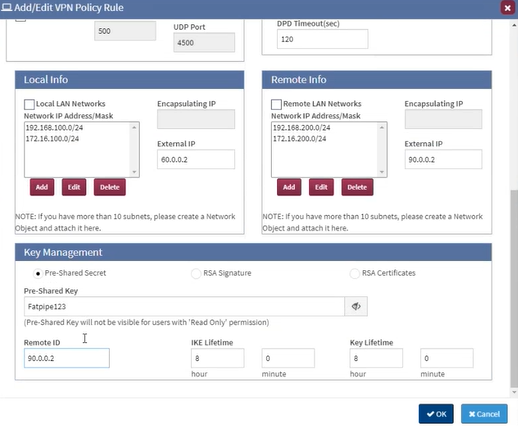 Add/Edit VPN Policy Rule
500
UDP Port
4500
DPD Timeout(sec)
120
Local Info
Local LAN Networks
Network IP Address/Mask
192.168.100.0/24
172.16.100.0/24
Encapsulating IP
External IP
60.0.0.2
Add
Edit
Delete
NOTE: If you have more than 10 subnets, please create a Network
Object and attach it here.
Remote Info
Remote LAN Networks
Network IP Address/Mask
192.168.200.0/24
172.16.200.0/24
Encapsulating IP
External IP
90.0.0.2
Add
Edit
Delete
NOTE: If you have more than 10 subnets, please create a Network
Object and attach it here.
Key Management
Pre-Shared Secret
RSA Signature
RSA Certificates
Pre-Shared Key
Fatpipe123
(Pre-Shared Key will not be visible for users with 'Read Only' permission)
Remote ID
90.0.0.2
IKE Lifetime
8
hour
0
minute
Key Lifetime
8
hour
0
minute
OK
Cancel